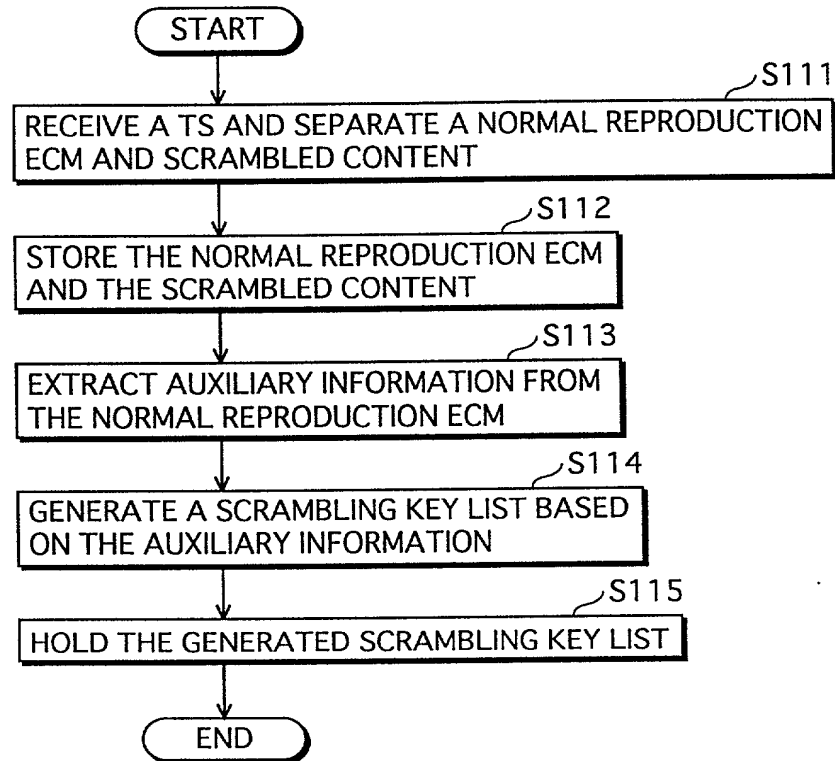 START
S111
RECEIVE A TS AND SEPARATE A NORMAL REPRODUCTION
ECM AND SCRAMBLED CONTENT
S112
STORE THE NORMAL REPRODUCTION ECM
AND THE SCRAMBLED CONTENT
S113
EXTRACT AUXILIARY INFORMATION FROM
THE NORMAL REPRODUCTION ECM
S114
GENERATE A SCRAMBLING KEY LIST BASED
ON THE AUXILIARY INFORMATION
S115
HOLD THE GENERATED SCRAMBLING KEY LIST
END